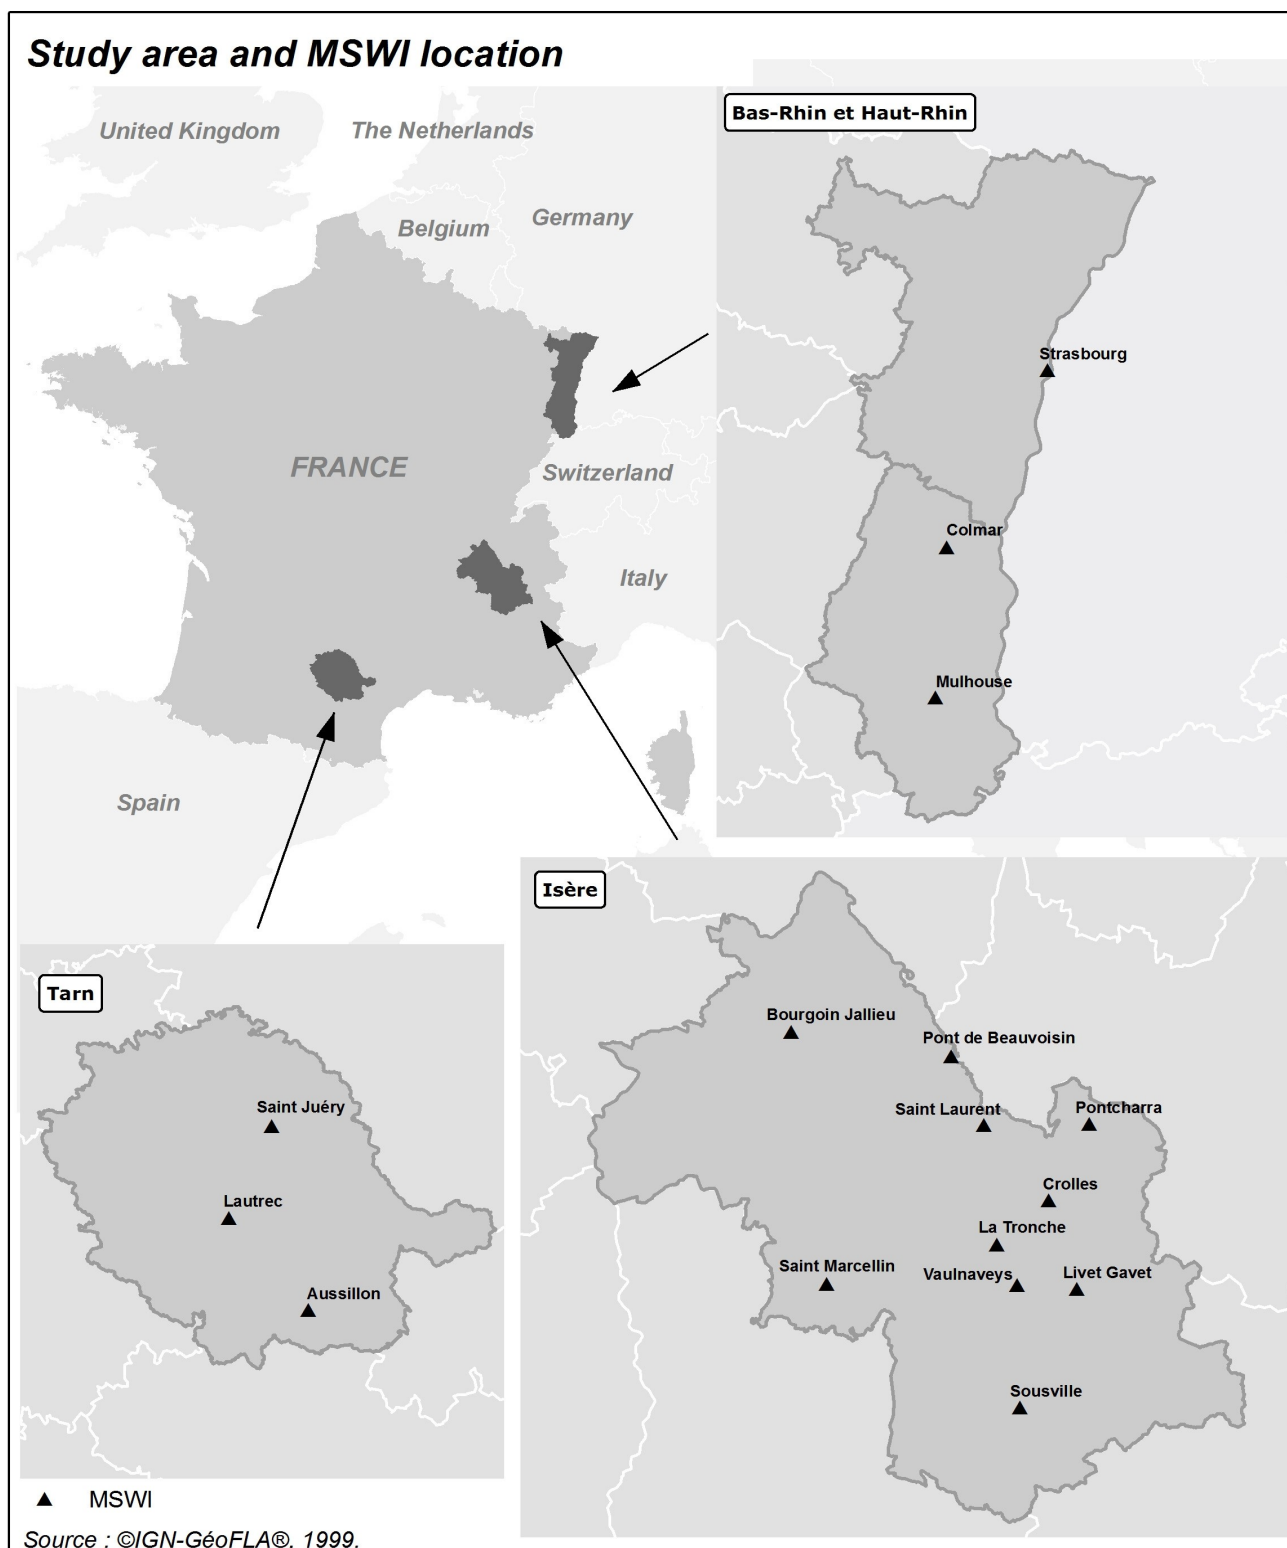 Study area and MSWI location
United Kingdom
The Netherlands
Belgium
Germany
FRANCE
Switzerland
Italy
Spain
Bas-Rhin et Haut-Rhin
Strasbourg
Colmar
Mulhouse
Isère
Bourgoin Jallieu
Pont de Beauvoisin
Saint Laurent
Pontcharra
Crolles
La Tronche
Saint Marcellin
Vaulnaveys
Livet Gavet
Sousville
Tarn
Saint Juéry
Lautrec
Aussillon
MSWI
Source : ©IGN-GéoFLA®, 1999.